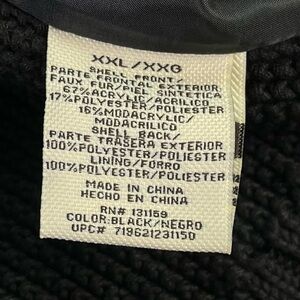 XXL/XXG
SHELL FRONT/
PARTE FRONTAL EXTERIOR
FAUX FUR/PIEL SINTETICA
67%ACRYLIC/ACRILICO
17%POLYESTER/POLIESTER
16%MODACRYLIC/
MODACRILICO
SHELL BACK/
PARTE TRASERA EXTERIOR
100%POLYESTER/POLIESTER
LINING/FORRO
100%POLYESTER/POLIESTER
MADE IN CHINA
HECHO EN CHINA
RN# 131159
COLOR:BLACK/NEGRO
UPC# 719621231150